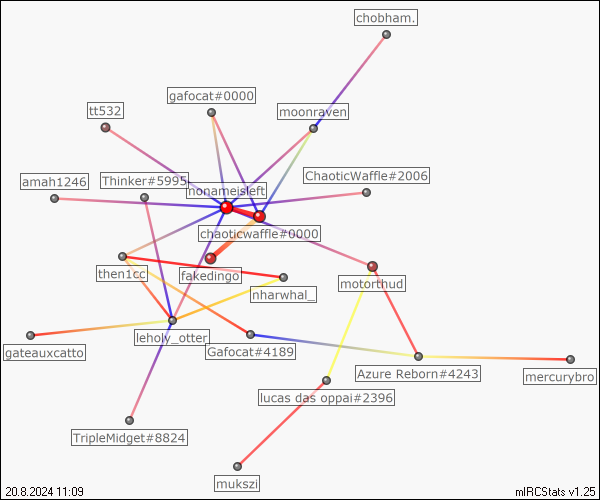 chobham.
gafocat#0000
tt532
moonraven
amah1246
Thinker#5995
nonameisleft
ChaoticWaffle#2006
chaoticwaffle#0000
then1cc
fakedingo
nharwhal_
motorthud
gateauxcatto
leholy_otter
Gafocat#4189
Azure Reborn#4243
mercurybro
lucas das oppai#2396
TripleMidget#8824
mukszi
20.8.2024 11:09
mIRCStats v1.25